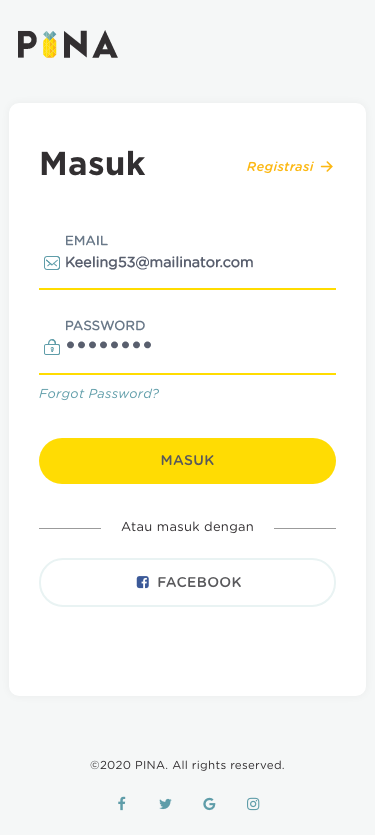 PINA
Masuk
Registrasi →
EMAIL
Keeling53@mailinator.com
PASSWORD
••••••••
Forgot Password?
MASUK
Atau masuk dengan
FACEBOOK
©2020 PINA. All rights reserved.